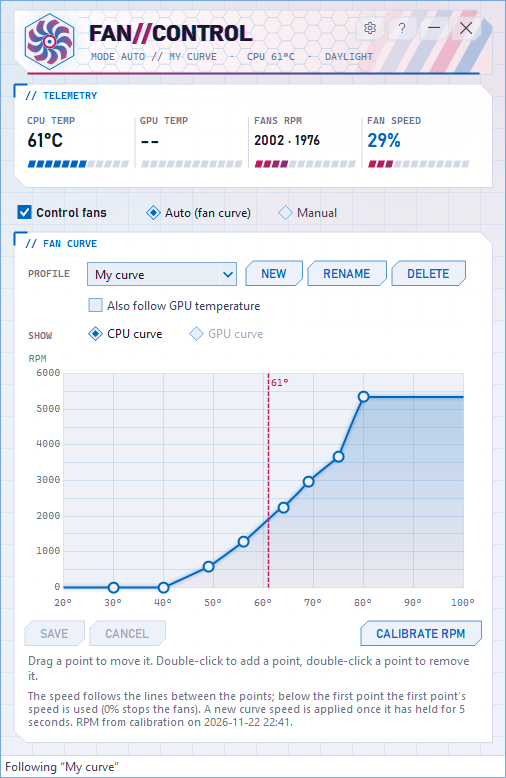 FAN//CONTROL
?
MODE AUTO // MY CURVE - CPU 61°C - DAYLIGHT
// TELEMETRY
CPU TEMP GPU TEMP FANS RPM FAN SPEED
61°C -- 2002 · 1976 29%
Control fans Auto (fan curve) Manual
// FAN CURVE
PROFILE My curve NEW RENAME DELETE
Also follow GPU temperature
SHOW CPU curve GPU curve
RPM
6000
61°
5000
4000
3000
2000
1000
0
20° 30° 40° 50° 60° 70° 80° 90° 100°
SAVE CANCEL CALIBRATE RPM
Drag a point to move it. Double-click to add a point, double-click a point to remove
it.
The speed follows the lines between the points; below the first point the first point's
speed is used (0% stops the fans). A new curve speed is applied once it has held for 5
seconds. RPM from calibration on 2026-11-22 22:41.
Following “My curve”